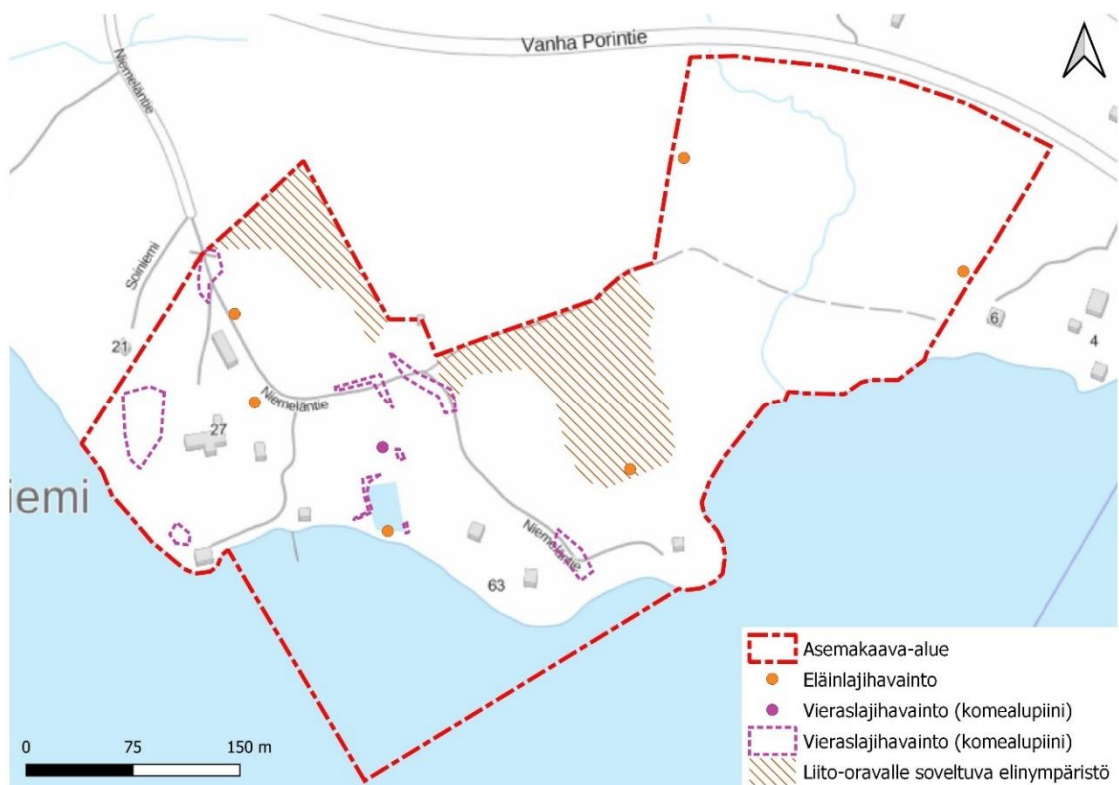 Vanha Porintie
Niemeläntie
Soiniemi
21
Niemeläntie
27
iemi
Niemeläntie
63
6
4
Asemakaava-alue
Eläinlajihavainto
Vieraslajihavainto (komealupiini)
Vieraslajihavainto (komealupiini)
Liito-oravalle soveltuva elinympäristö
0 75 150 m